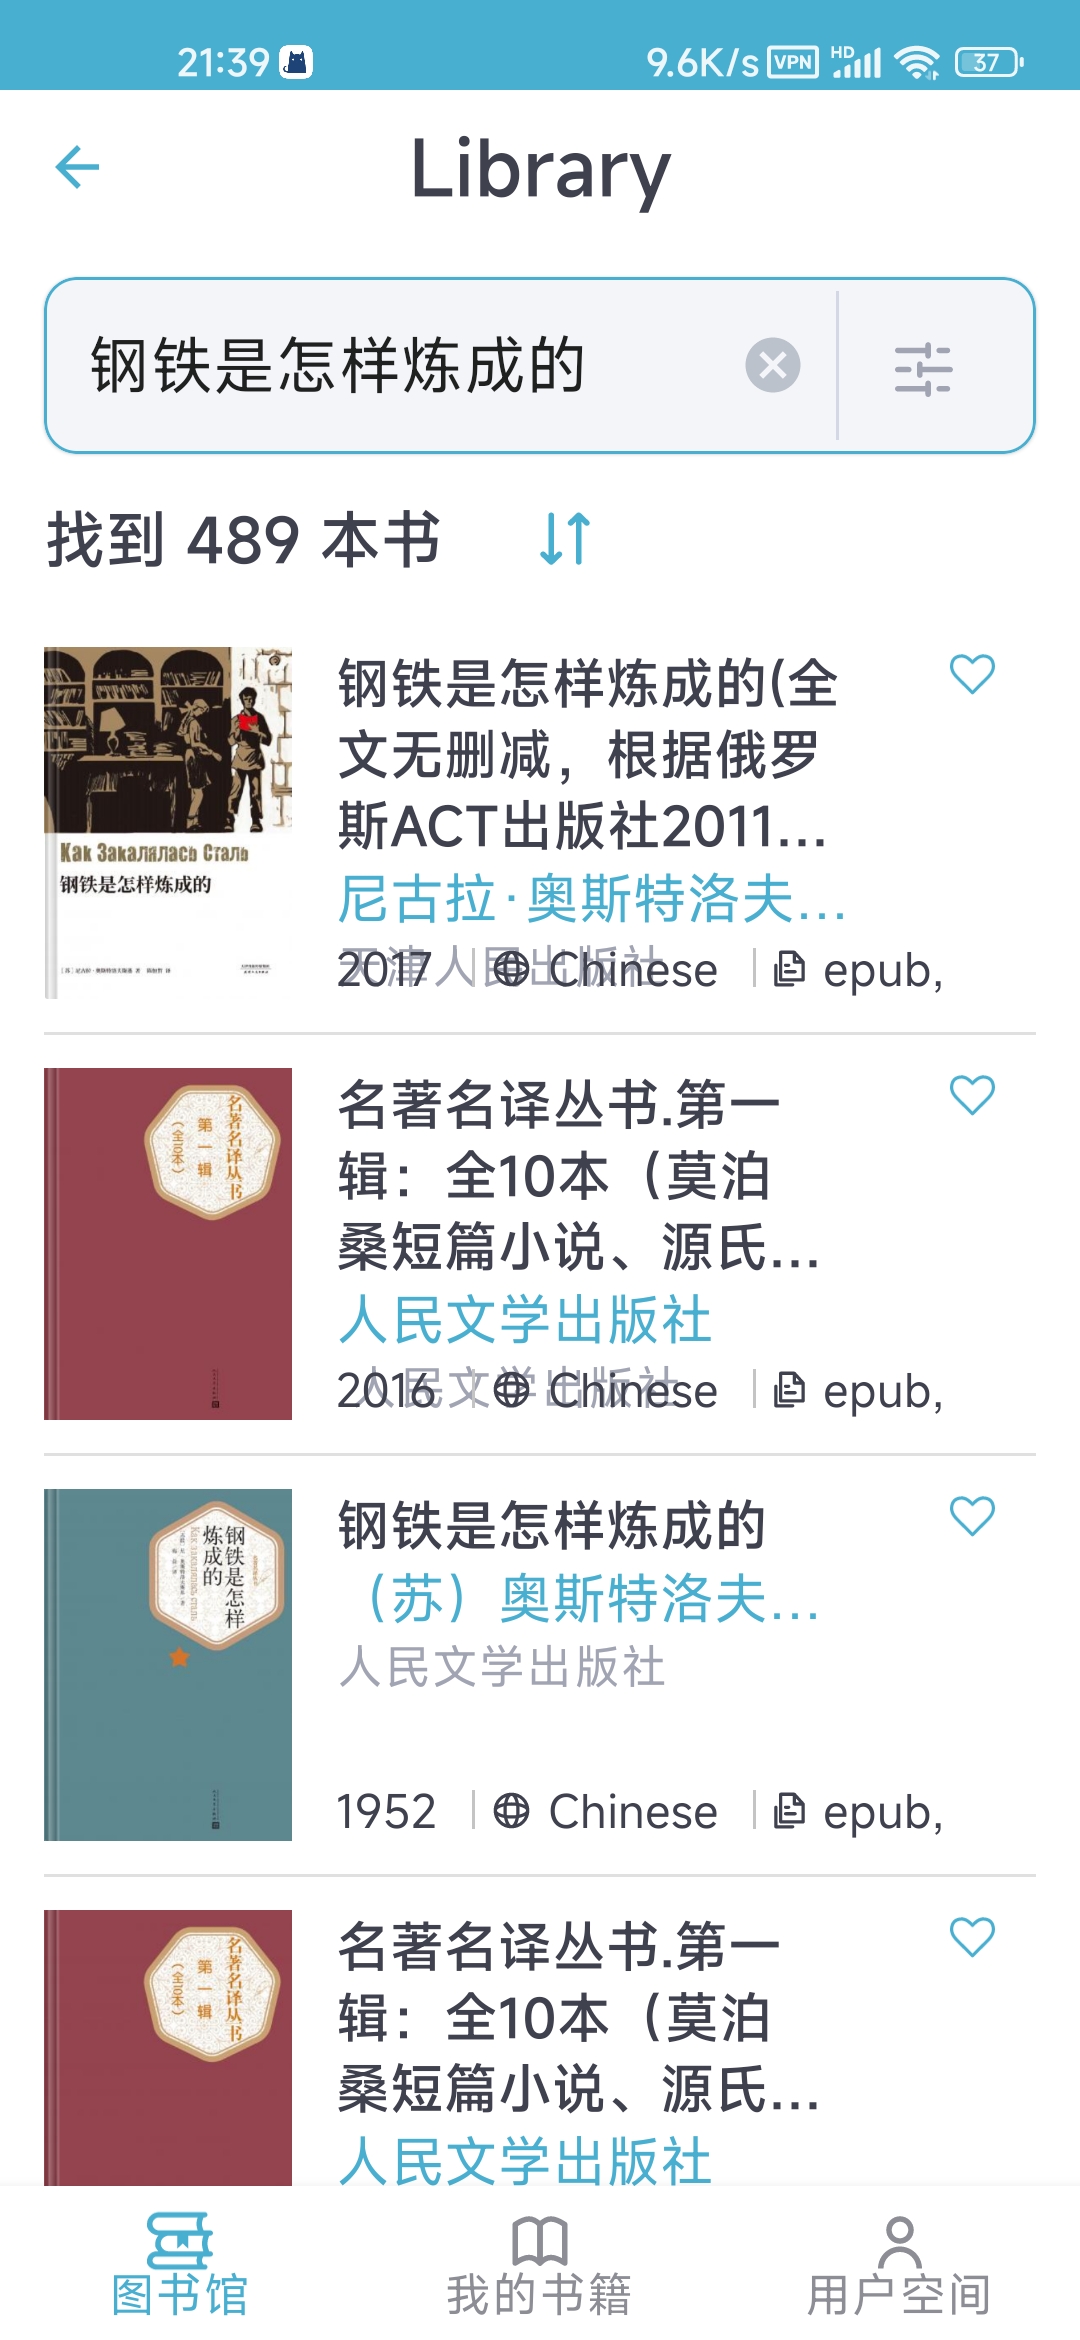 21:39
9.6K/s VPN HD 37
Library
钢铁是怎样炼成的
找到 489 本书
Как Закалялась Сталь
钢铁是怎样炼成的
钢铁是怎样炼成的(全
文无删减，根据俄罗
斯ACT出版社2011...
尼古拉·奥斯特洛夫...
天津人民出版社
2017 Chinese epub,
名著名译丛书
第一辑
（全10本）
名著名译丛书.第一
辑：全10本（莫泊
桑短篇小说、源氏...
人民文学出版社
人民文学出版社
2016 Chinese epub,
钢铁是怎样
炼成的
钢铁是怎样炼成的
（苏）奥斯特洛夫...
人民文学出版社
1952 Chinese epub,
名著名译丛书
第一辑
（全10本）
名著名译丛书.第一
辑：全10本（莫泊
桑短篇小说、源氏...
人民文学出版社
图书馆 我的书籍 用户空间